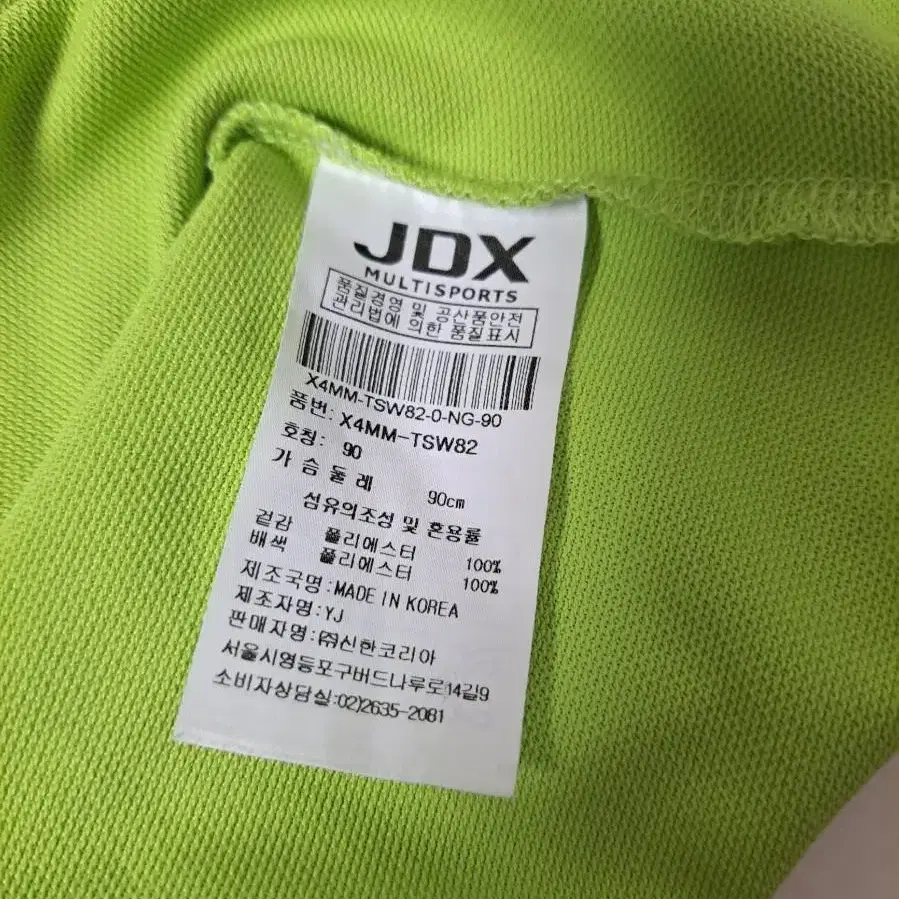 JDX
MULTISPORTS
품질경영 및 공산품안전
관리법에 의한 품질표시
X4MM-TSW82-0-NG-90
품번: X4MM-TSW82
호칭: 90
가 슴 둘 레 90cm
섬유의조성 및 혼용률
겉감 폴리에스터 100%
배색 폴리에스터 100%
제조국명:MADE IN KOREA
제조자명:YJ
판매자명:㈜신한코리아
서울시영등포구버드나루로14길9
소비자상담실:02)2635-2081